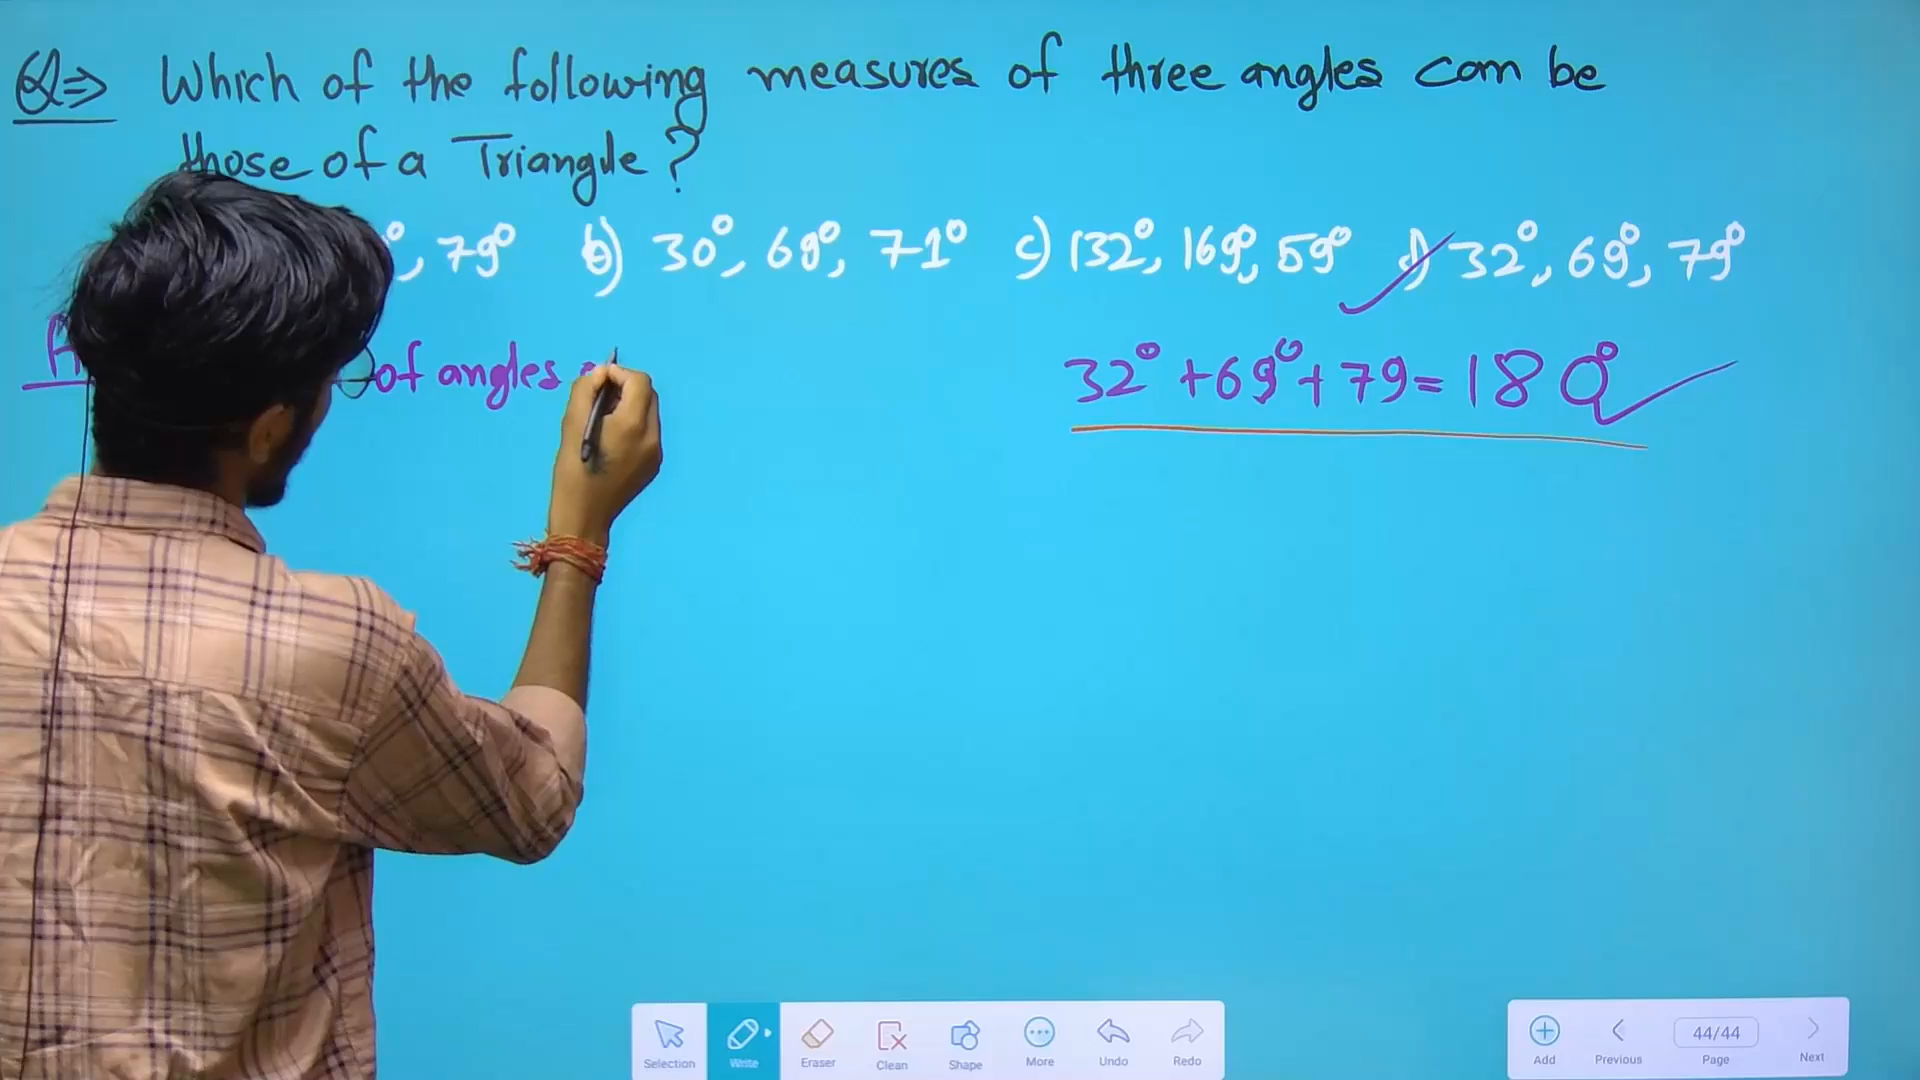 Q⇒ Which of the following measures of three angles can be
those of a Triangle?
°, 79° b) 30°, 69°, 71° c) 132°, 169°, 59° d) 32°, 69°, 79°
of angles
32° + 69° + 79 = 180°
Selection Write Eraser Clean Shape More Undo Redo
44/44
Add Previous Page Next